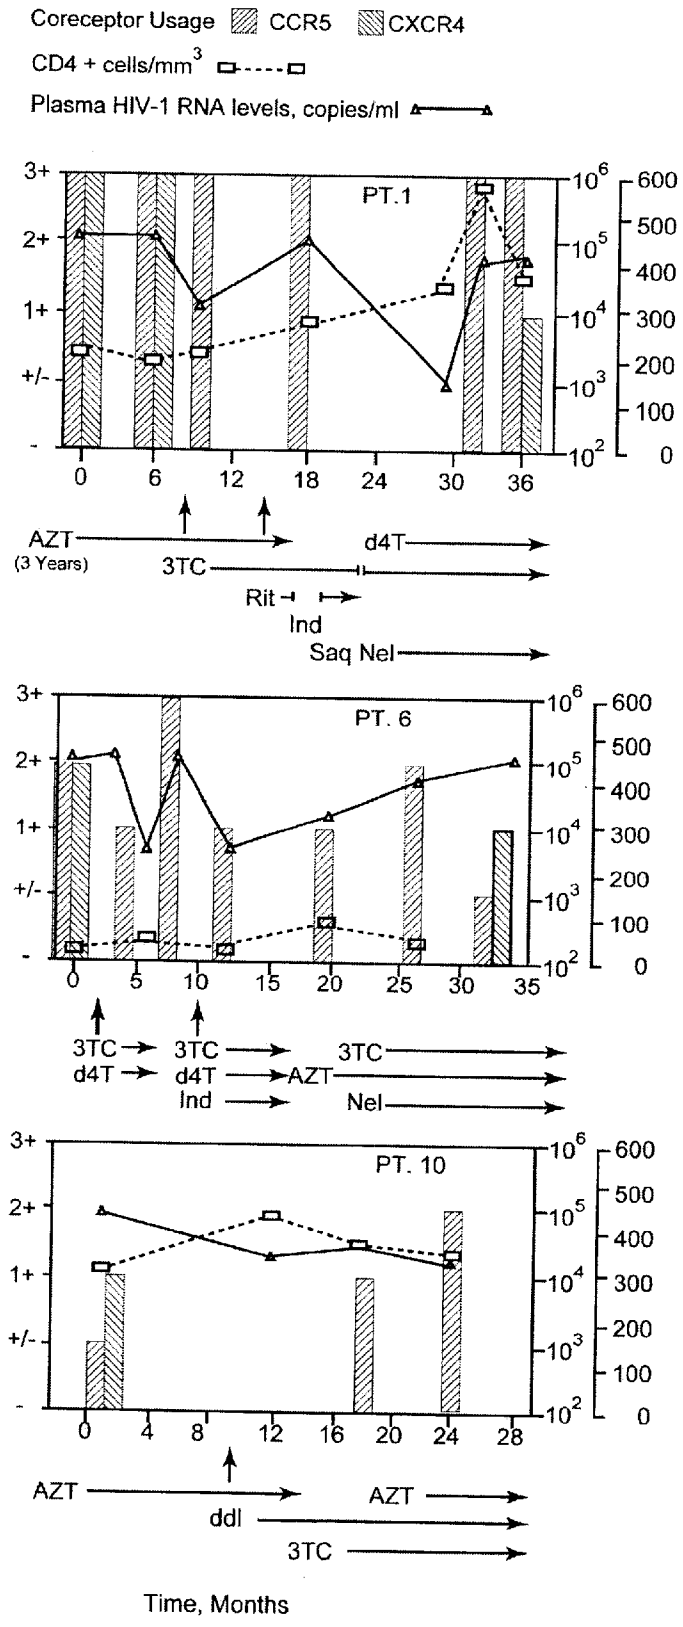 Coreceptor Usage CCR5 CXCR4
CD4 + cells/mm3
Plasma HIV-1 RNA levels, copies/ml
PT.1
3+ 10^6 600
2+ 10^5 500
400
1+ 10^4 300
+/- 10^3 200
100
- 10^2 0
0 6 12 18 24 30 36
AZT d4T
(3 Years)
3TC
Rit
Ind
Saq Nel
PT. 6
3+ 10^6 600
2+ 10^5 500
400
1+ 10^4 300
+/- 10^3 200
100
- 10^2 0
0 5 10 15 20 25 30 35
3TC 3TC 3TC
d4T d4T AZT
Ind Nel
PT. 10
3+ 10^6 600
2+ 10^5 500
400
1+ 10^4 300
+/- 10^3 200
100
- 10^2 0
0 4 8 12 16 20 24 28
AZT AZT
ddI
3TC
Time, Months